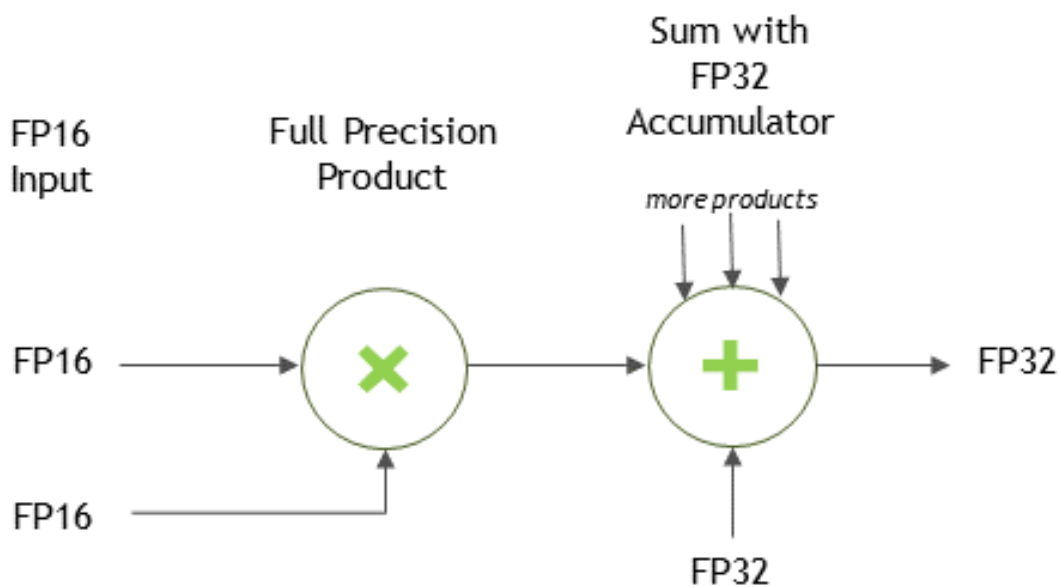 FP16
Input
Full Precision
Product
Sum with
FP32
Accumulator
more products
FP16
FP32
FP16
FP32